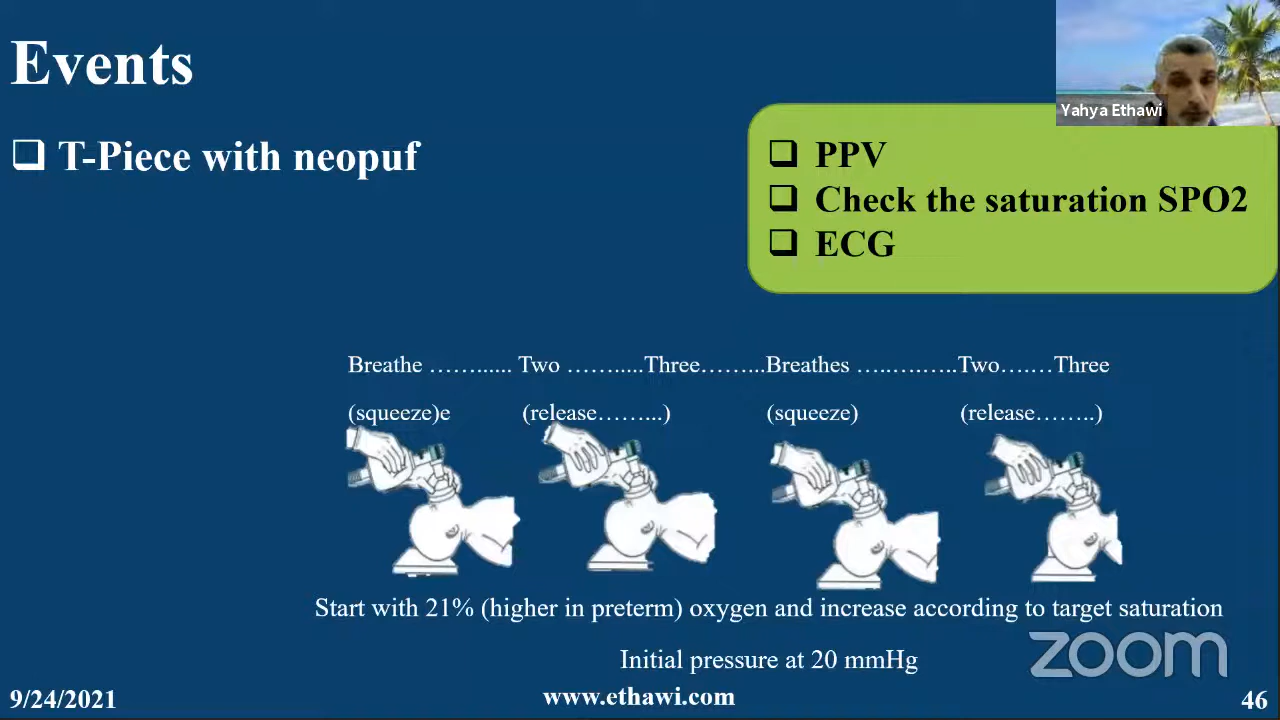 Events
T-Piece with neopuf
Yahya Ethawi
PPV
Check the saturation SPO2
ECG
Breathe ……...... Two …….....Three……...Breathes …..…..…..Two….…Three
(squeeze)e (release……...) (squeeze) (release……..)
Start with 21% (higher in preterm) oxygen and increase according to target saturation
Initial pressure at 20 mmHg
zoom
9/24/2021 www.ethawi.com 46